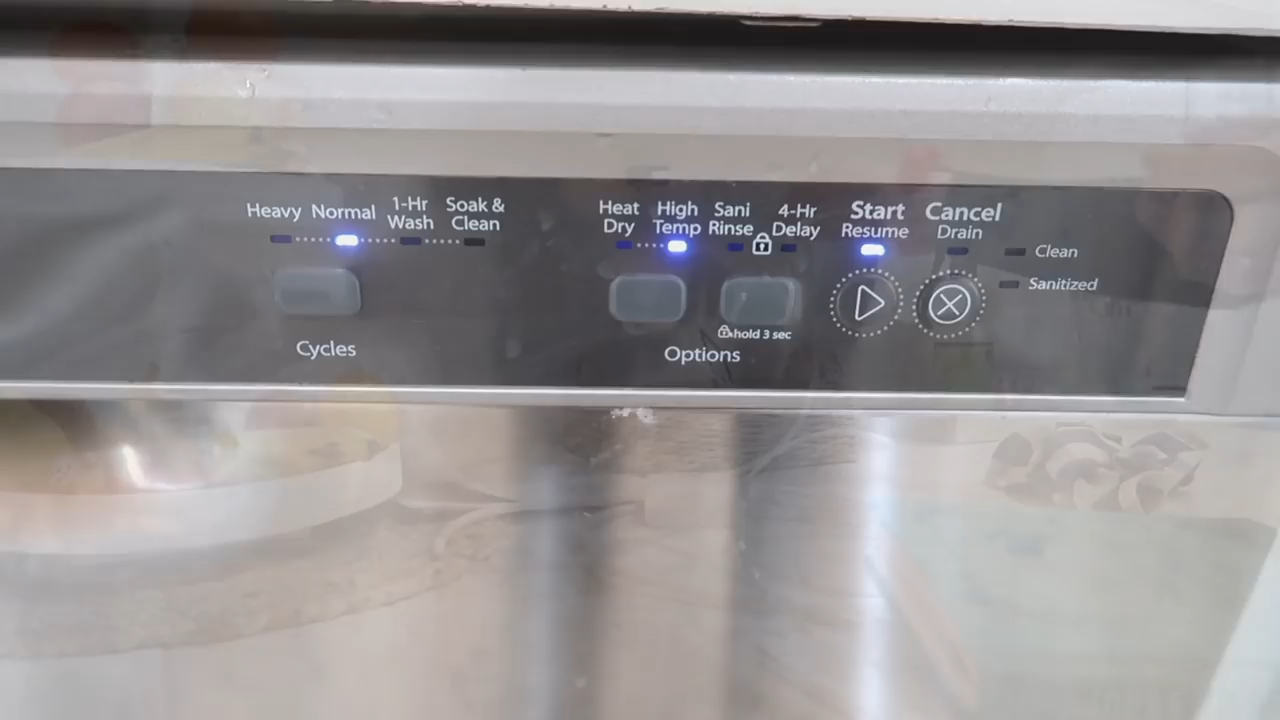 Heavy Normal 1-Hr Wash Soak & Clean
Heat Dry High Temp Sani Rinse 4-Hr Delay
Start Resume Cancel Drain
Clean
Sanitized
hold 3 sec
Cycles
Options